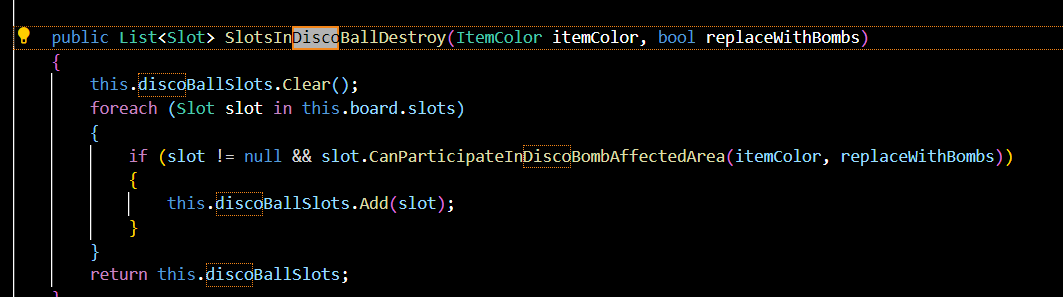 public List<Slot> SlotsInDiscoBallDestroy(ItemColor itemColor, bool replaceWithBombs)
{
this.discoBallSlots.Clear();
foreach (Slot slot in this.board.slots)
{
if (slot != null && slot.CanParticipateInDiscoBombAffectedArea(itemColor, replaceWithBombs))
{
this.discoBallSlots.Add(slot);
}
}
return this.discoBallSlots;
}